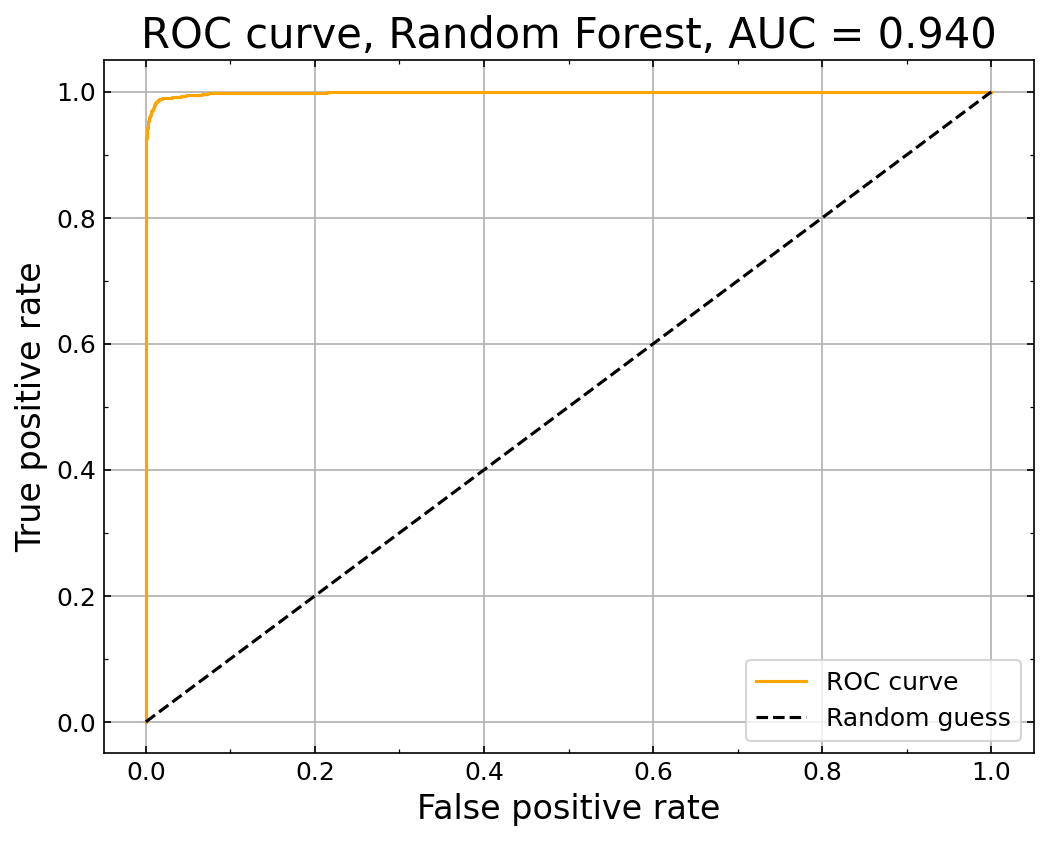 ROC curve, Random Forest, AUC = 0.940
1.0
0.8
0.6
0.4
0.2
0.0
True positive rate
ROC curve
Random guess
0.0 0.2 0.4 0.6 0.8 1.0
False positive rate